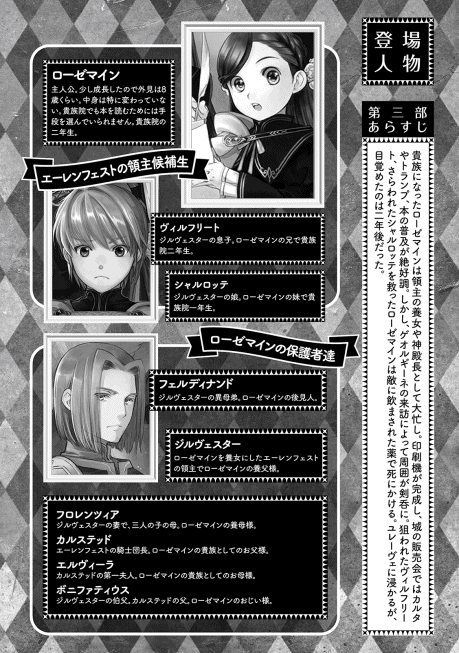 登場
人物
第三部
あらすじ
貴族になったローゼマインは領主の養女や神殿長として大忙し。印刷機が完成し、城の販売会ではカルタ
やトランプ、本の普及が絶好調。しかし、ゲオルギーネの来訪によって周囲が剣呑に。狙われたヴィルフリー
ト、さらわれたシャルロッテを救ったローゼマインは敵に飲まされた薬で死にかける。ユレーヴェに浸かるが、
目覚めたのは二年後だった。
ローゼマイン
主人公。少し成長したので外見は8
歳くらい。中身は特に変わっていな
い。貴族院でも本を読むためには手
段を選んでいられません。貴族院の
二年生。
エーレンフェストの領主候補生
ヴィルフリート
ジルヴェスターの息子。ローゼマインの兄で貴族
院二年生。
シャルロッテ
ジルヴェスターの娘。ローゼマインの妹で貴
族院一年生。
ローゼマインの保護者達
フェルディナンド
ジルヴェスターの異母弟。ローゼマインの後見人。
ジルヴェスター
ローゼマインを養女にしたエーレンフェスト
の領主でローゼマインの養父様。
フロレンツィア
ジルヴェスターの妻で、三人の子の母。ローゼマインの養母様。
カルステッド
エーレンフェストの騎士団長。ローゼマインの貴族としてのお父様。
エルヴィーラ
カルステッドの第一夫人。ローゼマインの貴族としてのお母様。
ボニファティウス
ジルヴェスターの伯父。カルステッドの父。ローゼマインのおじい様。